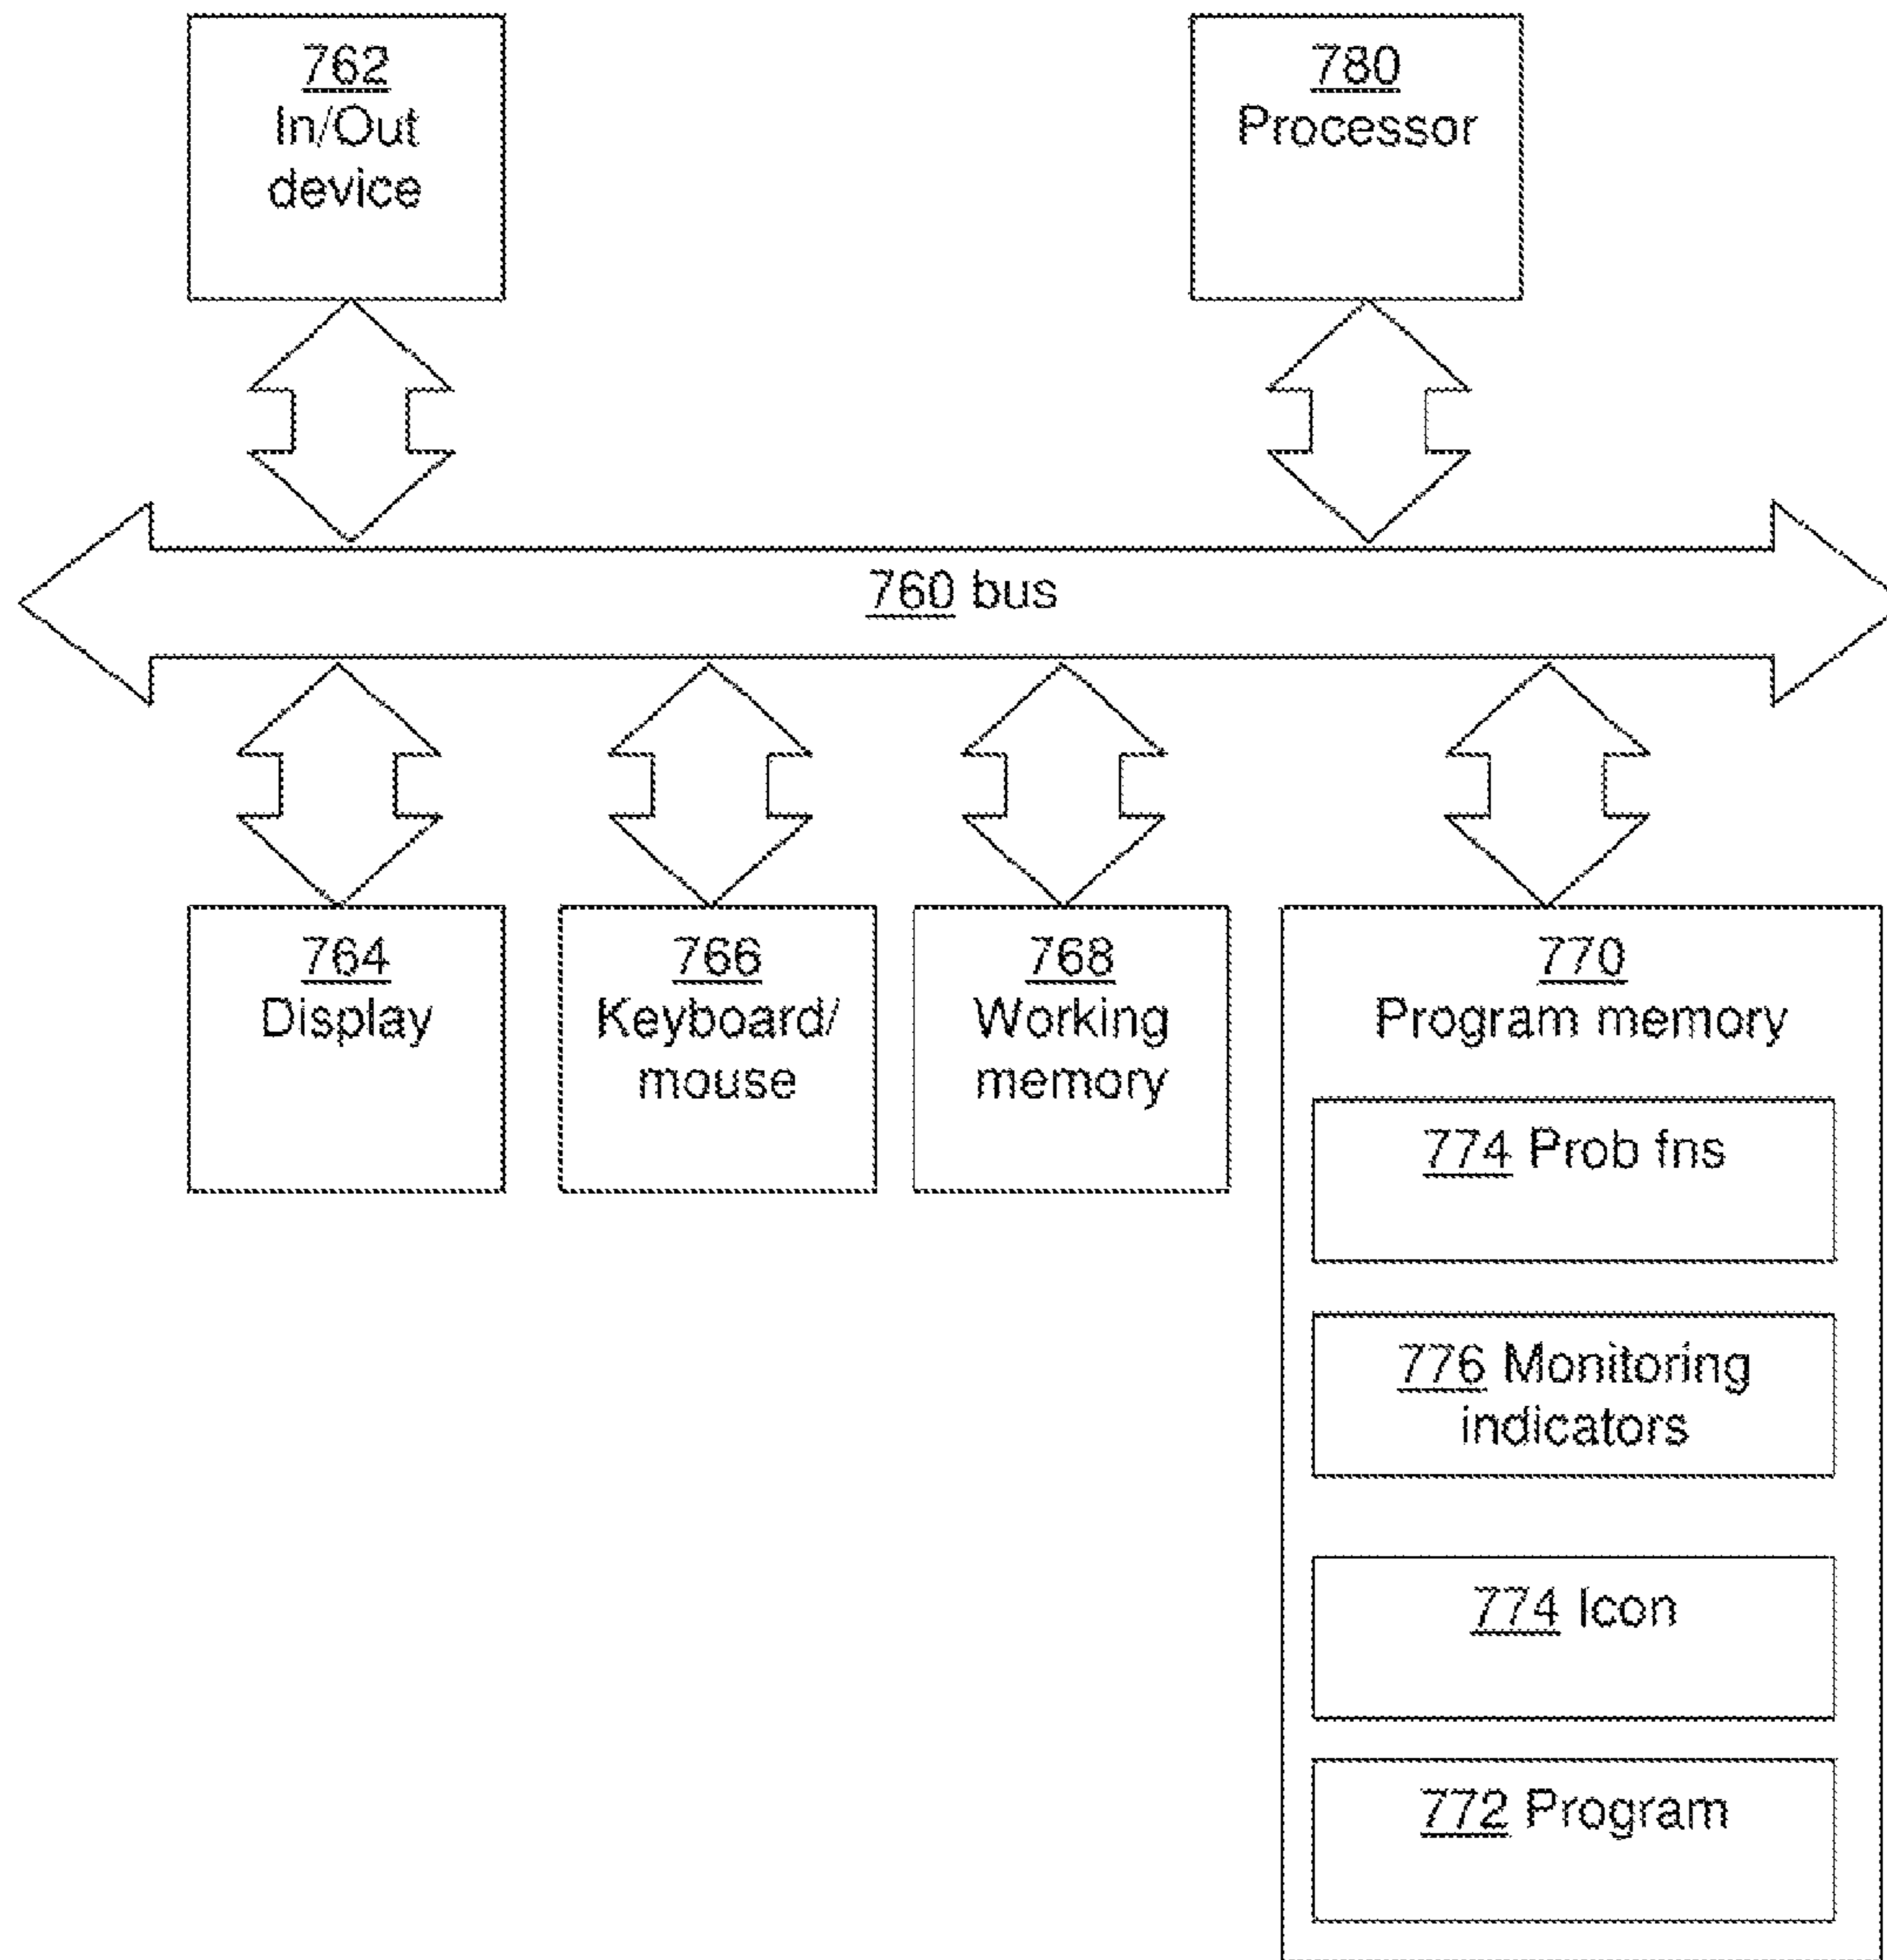 762
In/Out
device
780
Processor
760 bus
764
Display
766
Keyboard/
mouse
768
Working
memory
770
Program memory
774 Prob fns
776 Monitoring
indicators
774 Icon
772 Program